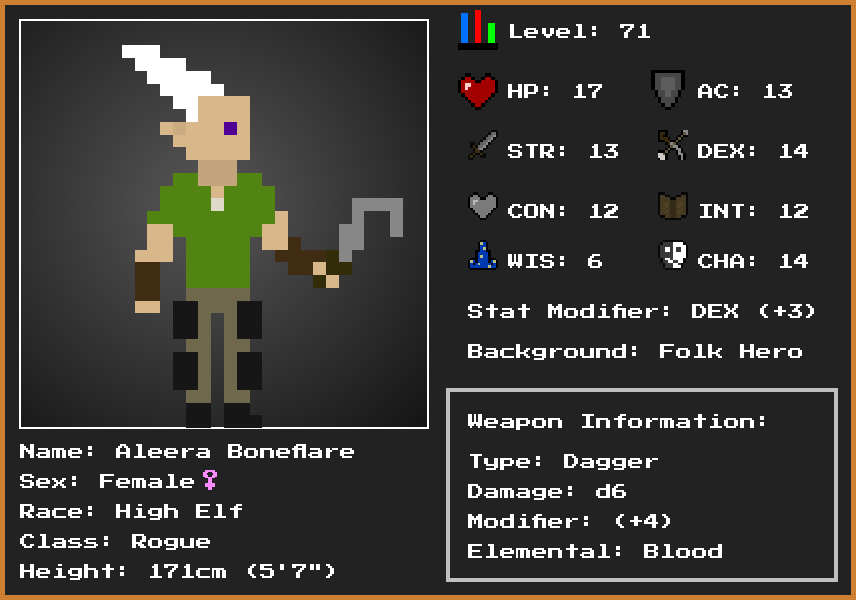 Level: 71
HP: 17
AC: 13
STR: 13
DEX: 14
CON: 12
INT: 12
WIS: 6
CHA: 14
Stat Modifier: DEX (+3)
Background: Folk Hero
Weapon Information:
Type: Dagger
Damage: d6
Modifier: (+4)
Elemental: Blood
Name: Aleera Boneflare
Sex: Female♀
Race: High Elf
Class: Rogue
Height: 171cm (5'7")